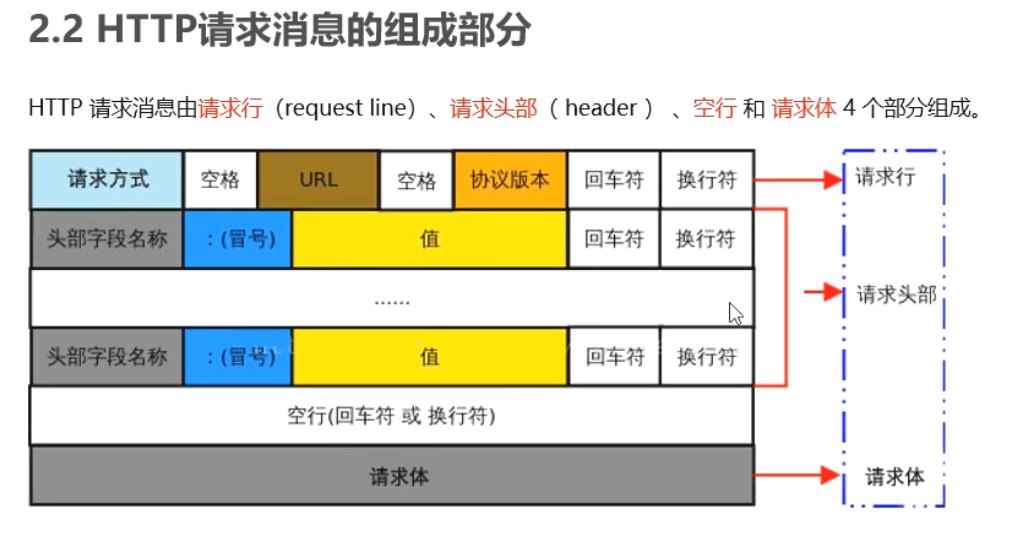 2.2 HTTP请求消息的组成部分
HTTP 请求消息由请求行（request line）、请求头部（ header ） 、空行 和 请求体 4 个部分组成。
请求方式 空格 URL 空格 协议版本 回车符 换行符 请求行
头部字段名称 ：(冒号) 值 回车符 换行符
...... 请求头部
头部字段名称 ：(冒号) 值 回车符 换行符
空行(回车符 或 换行符)
请求体 请求体